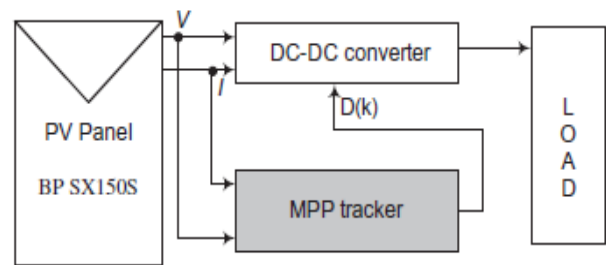 V
I
PV Panel
BP SX150S
DC-DC converter
D(k)
MPP tracker
L
O
A
D